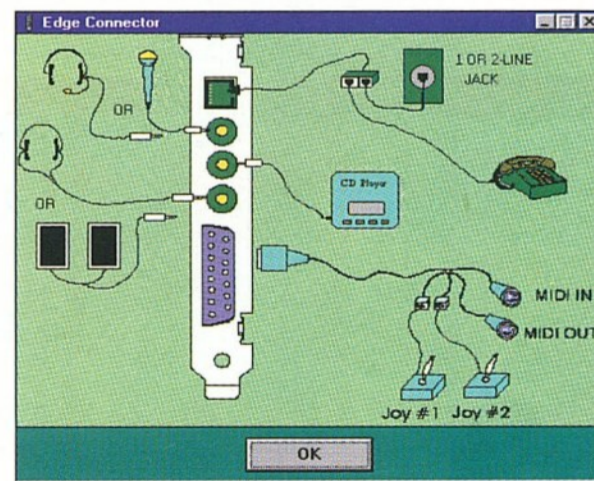 Edge Connector
1 OR 2-LINE
JACK
OR
CD Player
OR
MIDI IN
MIDI OUT
Joy #1 Joy #2
OK